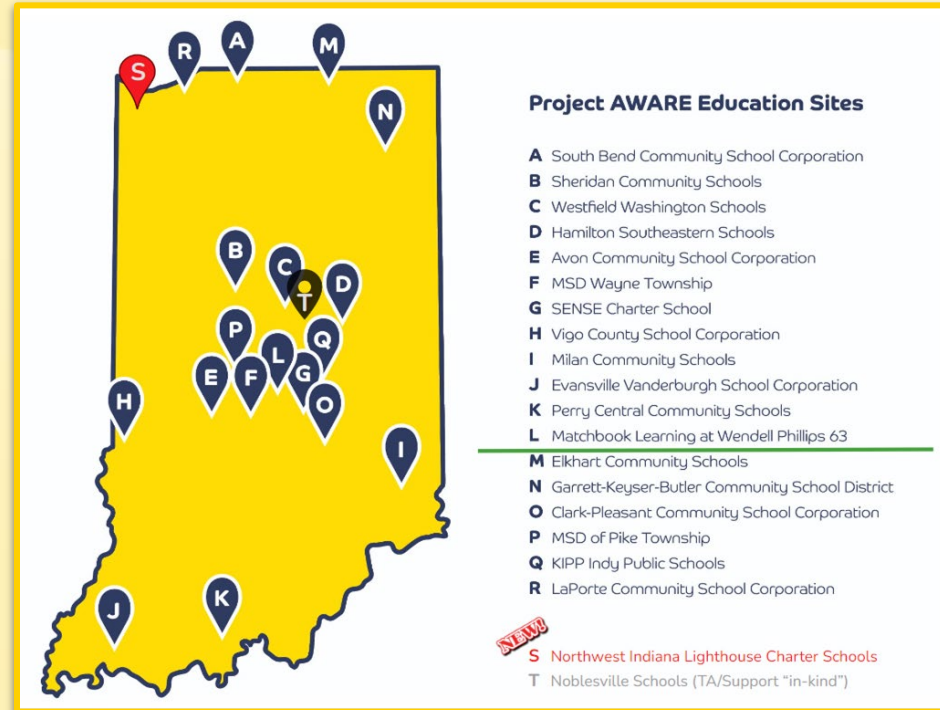 S
R
A
M
N
B
C
T
D
P
L
Q
E
F
G
O
H
I
J
K
Project AWARE Education Sites
A South Bend Community School Corporation
B Sheridan Community Schools
C Westfield Washington Schools
D Hamilton Southeastern Schools
E Avon Community School Corporation
F MSD Wayne Township
G SENSE Charter School
H Vigo County School Corporation
I Milan Community Schools
J Evansville Vanderburgh School Corporation
K Perry Central Community Schools
L Matchbook Learning at Wendell Phillips 63
M Elkhart Community Schools
N Garrett-Keyser-Butler Community School District
O Clark-Pleasant Community School Corporation
P MSD of Pike Township
Q KIPP Indy Public Schools
R LaPorte Community School Corporation
NEW!
S Northwest Indiana Lighthouse Charter Schools
T Noblesville Schools (TA/Support “in-kind”)